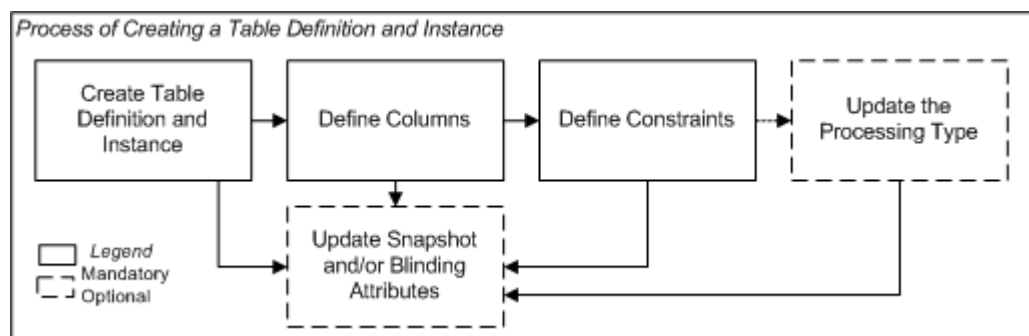 Process of Creating a Table Definition and Instance
Create Table
Definition and
Instance
Define Columns
Define Constraints
Update the
Processing Type
Update Snapshot
and/or Blinding
Attributes
Legend
Mandatory
Optional